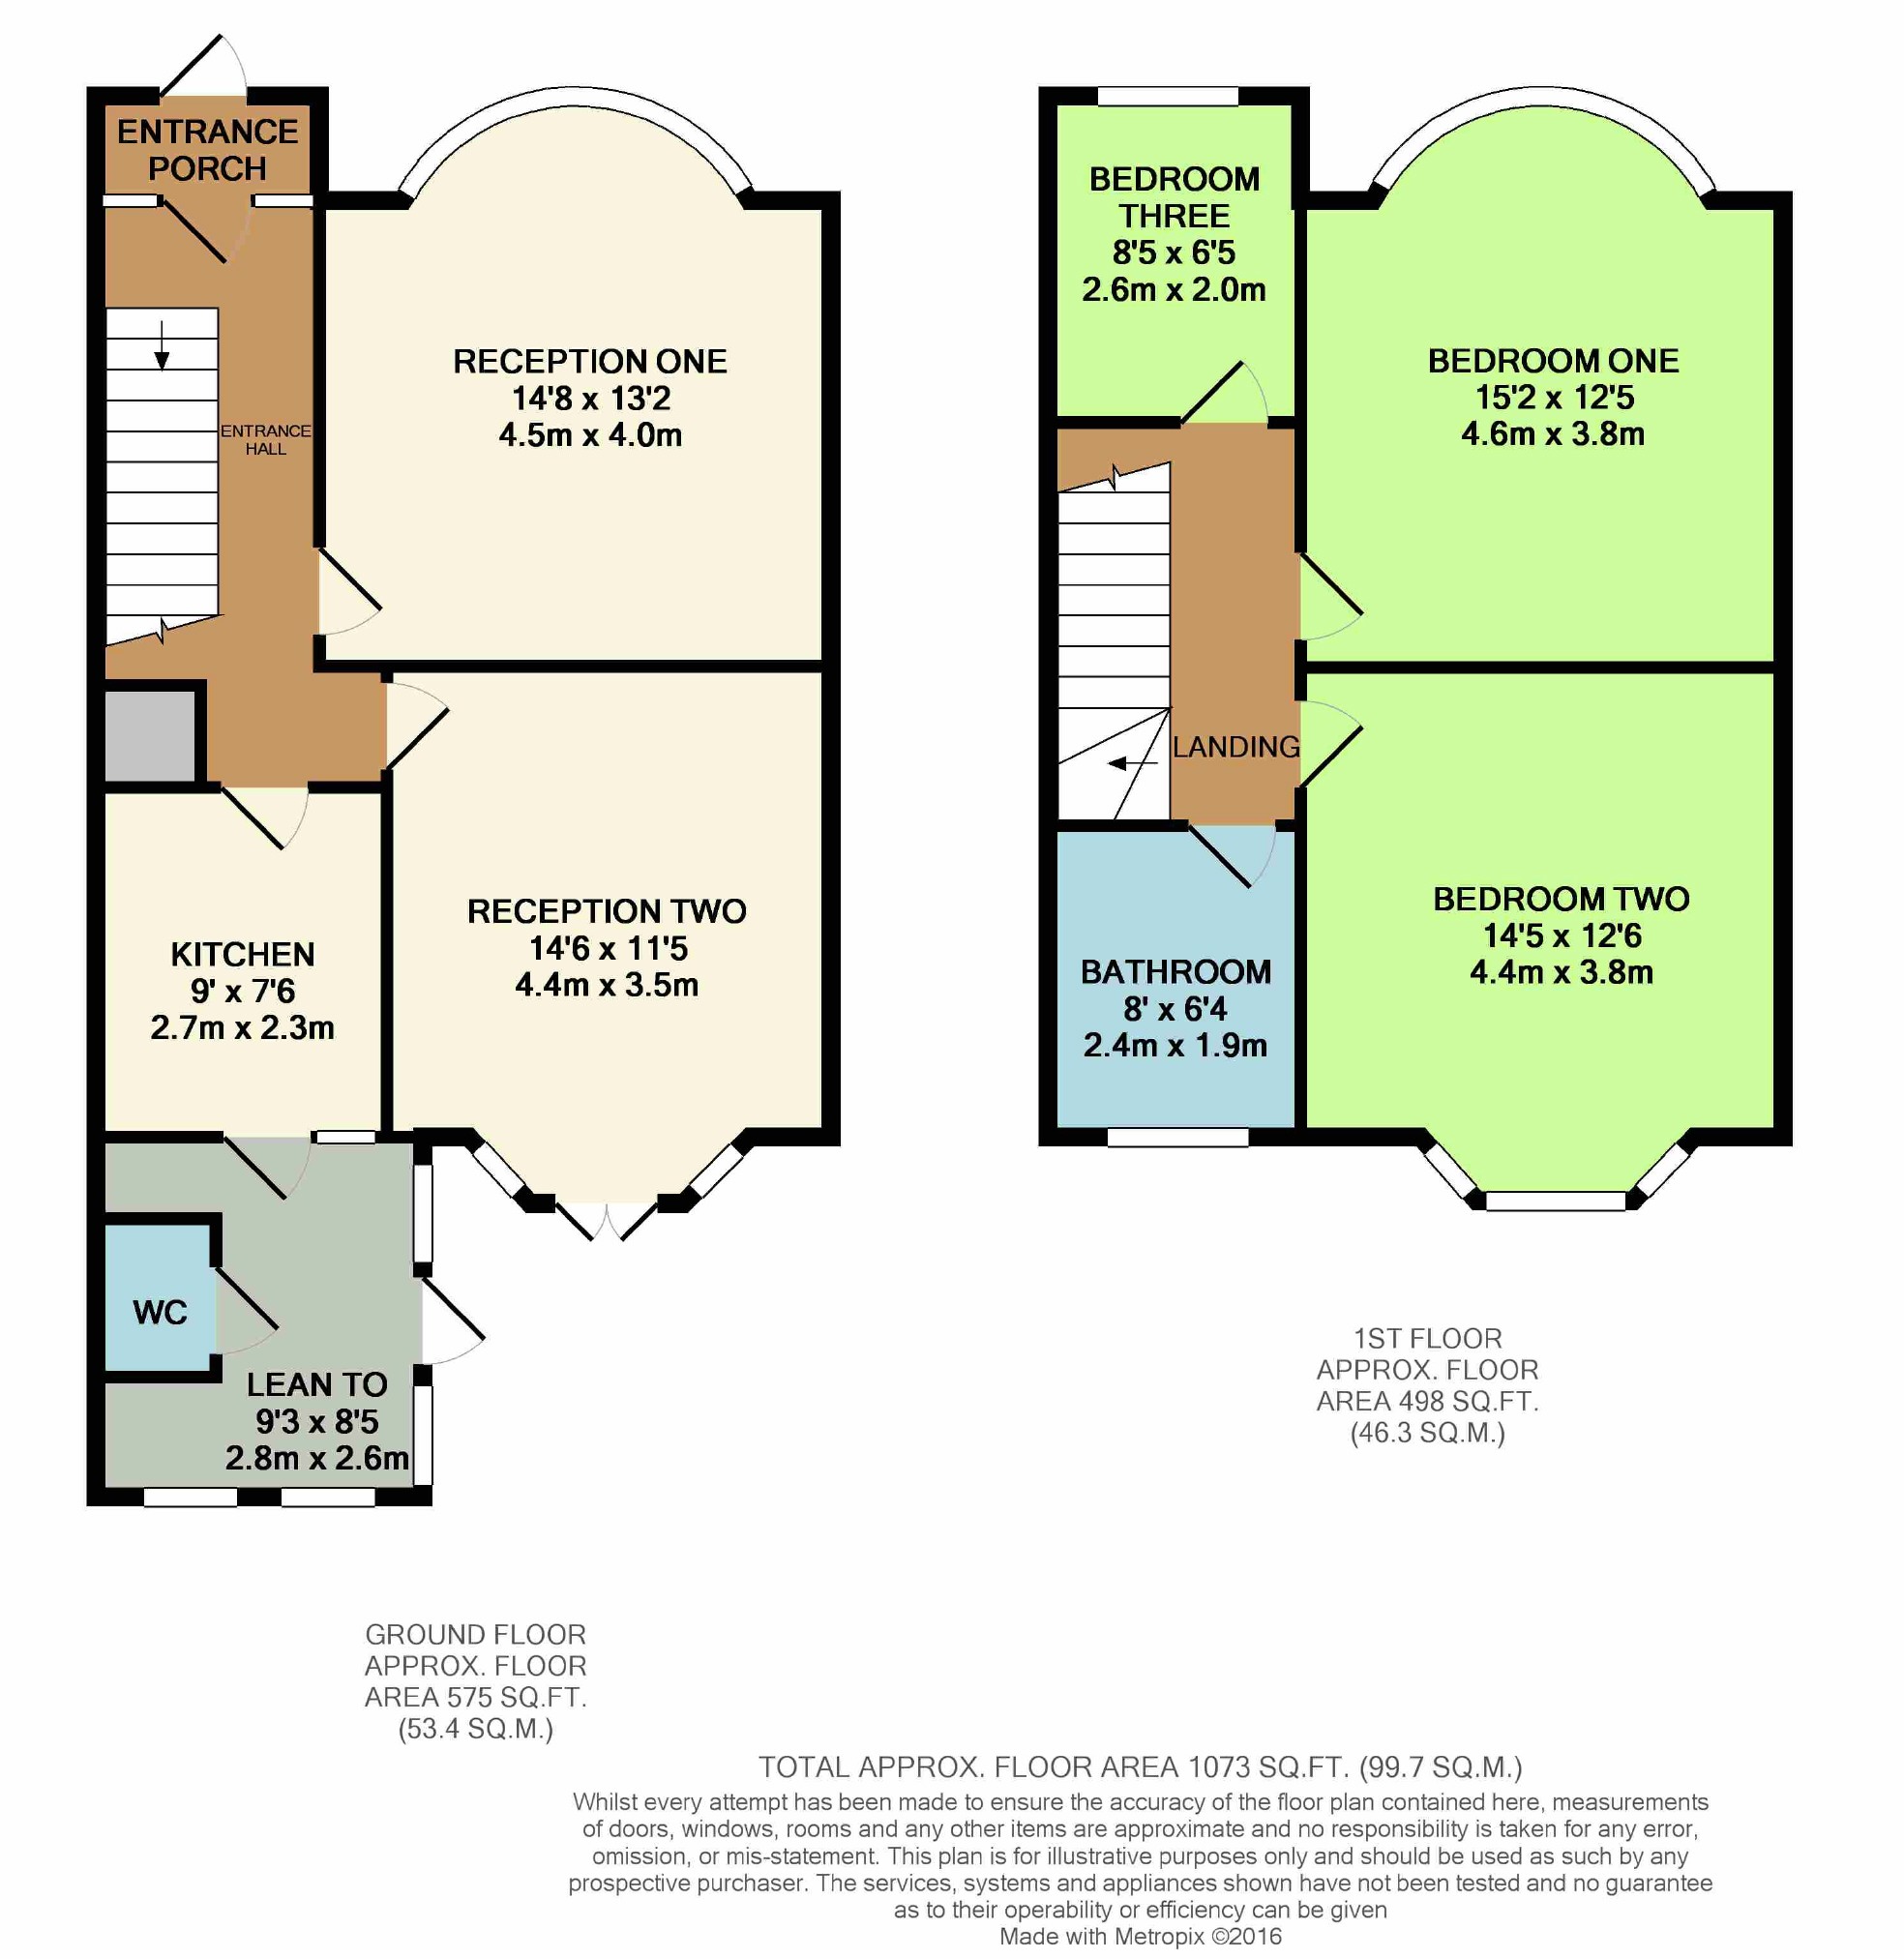 ENTRANCE
PORCH
RECEPTION ONE
14'8 x 13'2
4.5m x 4.0m
ENTRANCE
HALL
RECEPTION TWO
14'6 x 11'5
4.4m x 3.5m
KITCHEN
9' x 7'6
2.7m x 2.3m
WC
LEAN TO
9'3 x 8'5
2.8m x 2.6m
GROUND FLOOR
APPROX. FLOOR
AREA 575 SQ.FT.
(53.4 SQ.M.)
BEDROOM
THREE
8'5 x 6'5
2.6m x 2.0m
BEDROOM ONE
15'2 x 12'5
4.6m x 3.8m
LANDING
BEDROOM TWO
14'5 x 12'6
4.4m x 3.8m
BATHROOM
8' x 6'4
2.4m x 1.9m
1ST FLOOR
APPROX. FLOOR
AREA 498 SQ.FT.
(46.3 SQ.M.)
TOTAL APPROX. FLOOR AREA 1073 SQ.FT. (99.7 SQ.M.)
Whilst every attempt has been made to ensure the accuracy of the floor plan contained here, measurements
of doors, windows, rooms and any other items are approximate and no responsibility is taken for any error,
omission, or mis-statement. This plan is for illustrative purposes only and should be used as such by any
prospective purchaser. The services, systems and appliances shown have not been tested and no guarantee
as to their operability or efficiency can be given
Made with Metropix ©2016